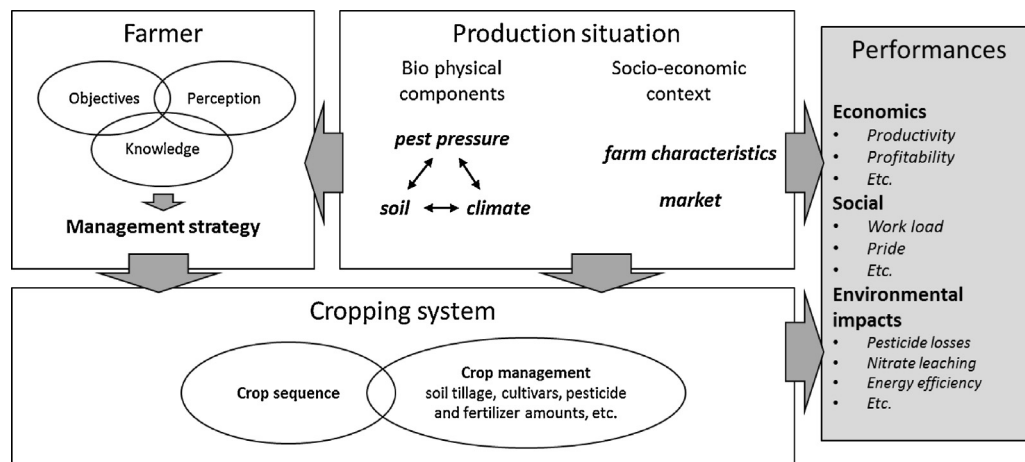 Farmer
Objectives
Perception
Knowledge
Management strategy
Production situation
Bio physical
components
pest pressure
soil
climate
Socio-economic
context
farm characteristics
market
Cropping system
Crop sequence
Crop management
soil tillage, cultivars, pesticide
and fertilizer amounts, etc.
Performances
Economics
• Productivity
• Profitability
• Etc.
Social
• Work load
• Pride
• Etc.
Environmental
impacts
• Pesticide losses
• Nitrate leaching
• Energy efficiency
• Etc.